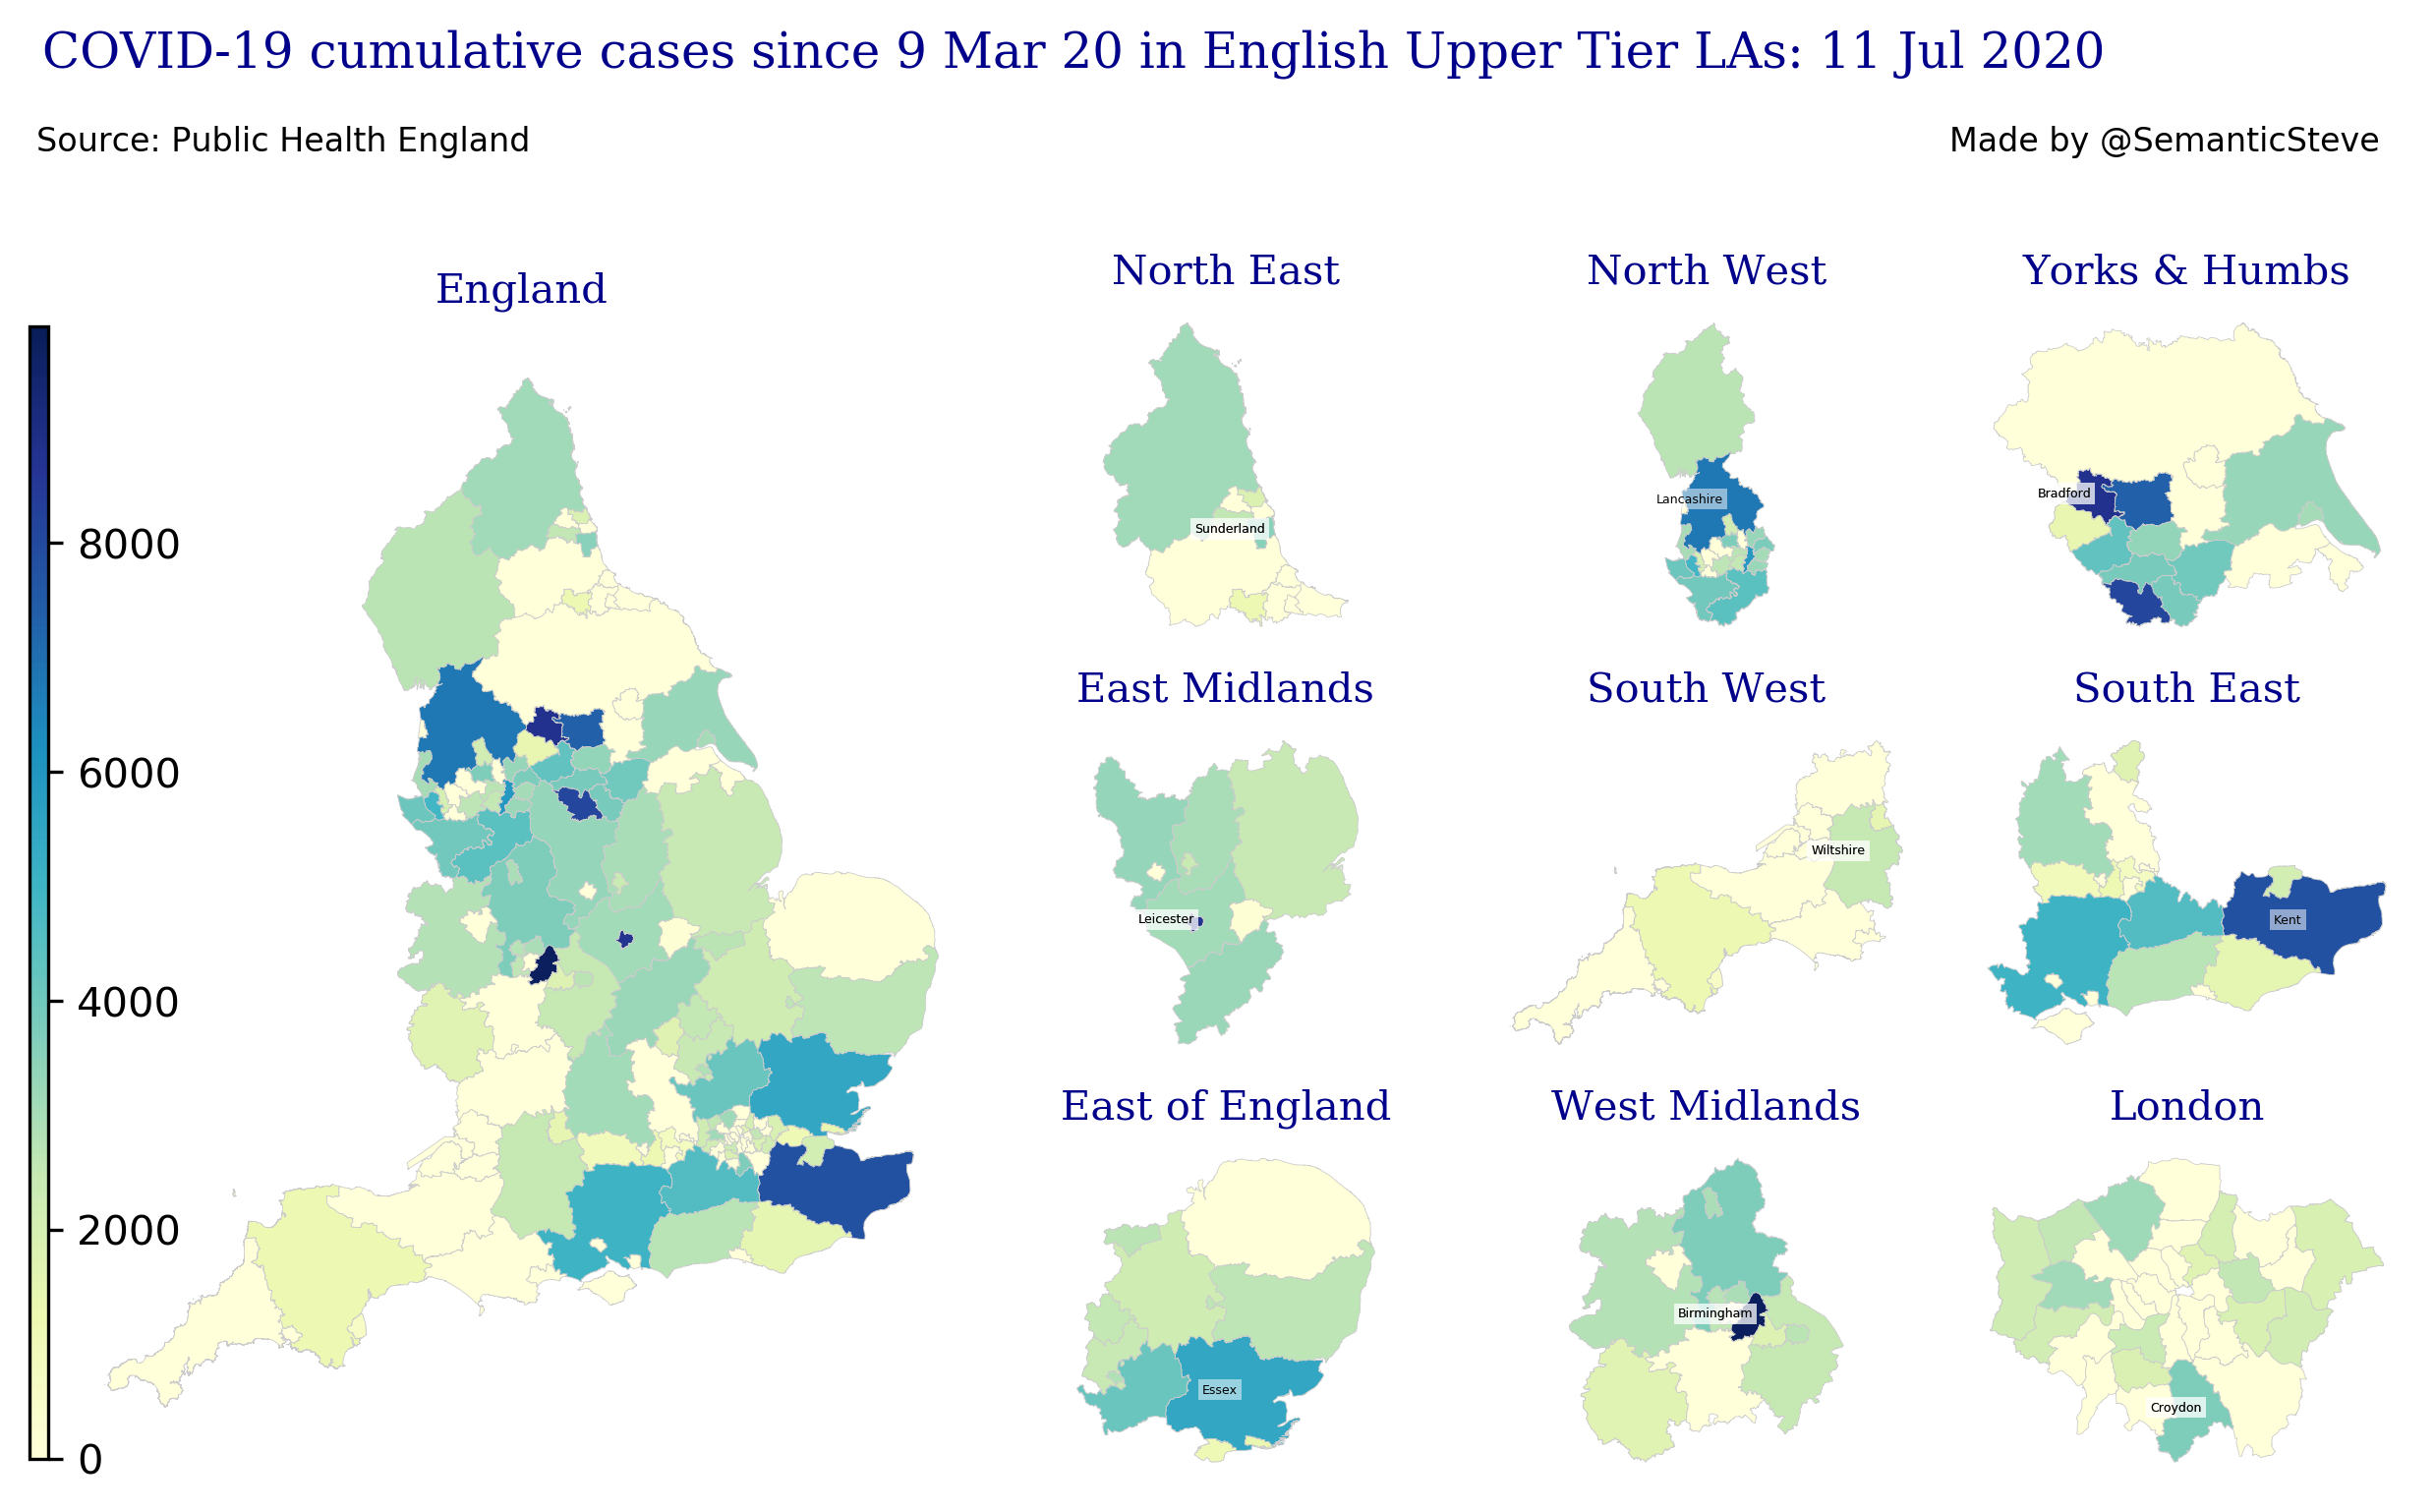 COVID-19 cumulative cases since 9 Mar 20 in English Upper Tier LAs: 11 Jul 2020
Source: Public Health England
Made by @SemanticSteve
England
8000
6000
4000
2000
0
North East
Sunderland
North West
Lancashire
Yorks & Humbs
Bradford
East Midlands
Leicester
South West
Wiltshire
South East
Kent
East of England
Essex
West Midlands
Birmingham
London
Croydon